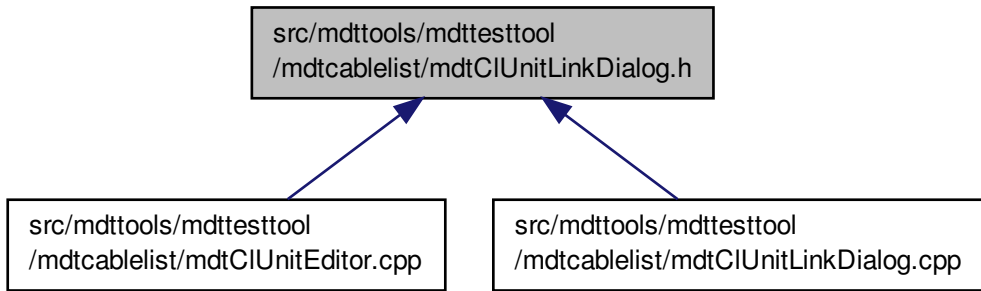 src/mdttools/mdttesttool
/mdtcablelist/mdtClUnitLinkDialog.h
src/mdttools/mdttesttool
/mdtcablelist/mdtClUnitEditor.cpp
src/mdttools/mdttesttool
/mdtcablelist/mdtClUnitLinkDialog.cpp